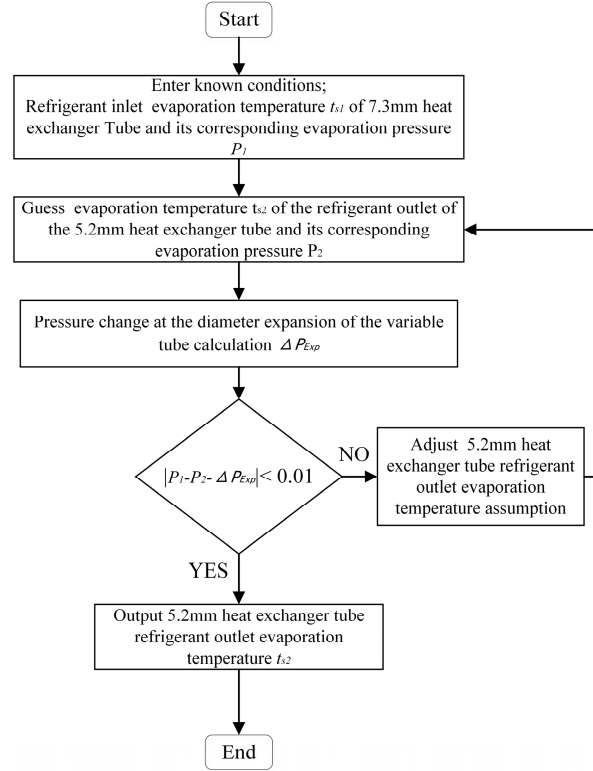 Start
Enter known conditions;
Refrigerant inlet evaporation temperature ts1 of 7.3mm heat
exchanger Tube and its corresponding evaporation pressure
P1
Guess evaporation temperature ts2 of the refrigerant outlet of
the 5.2mm heat exchanger tube and its corresponding
evaporation pressure P2
Pressure change at the diameter expansion of the variable
tube calculation ΔPExp
|P1-P2-ΔPExp|< 0.01
NO
Adjust 5.2mm heat
exchanger tube refrigerant
outlet evaporation
temperature assumption
YES
Output 5.2mm heat exchanger tube
refrigerant outlet evaporation
temperature ts2
End